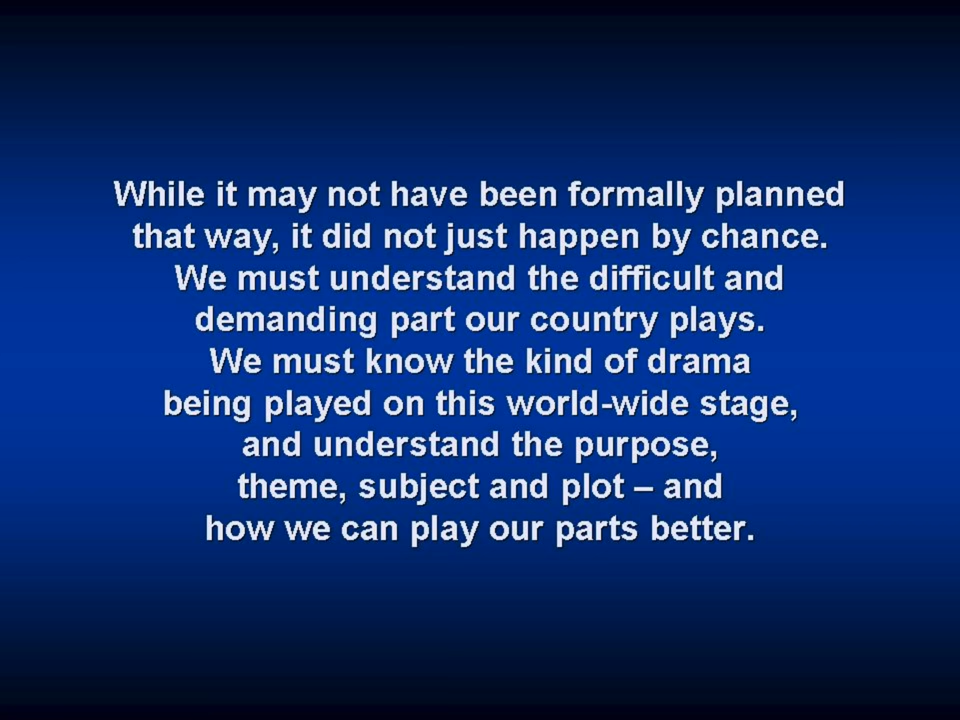 While it may not have been formally planned
that way, it did not just happen by chance.
We must understand the difficult and
demanding part our country plays.
We must know the kind of drama
being played on this world-wide stage,
and understand the purpose,
theme, subject and plot – and
how we can play our parts better.